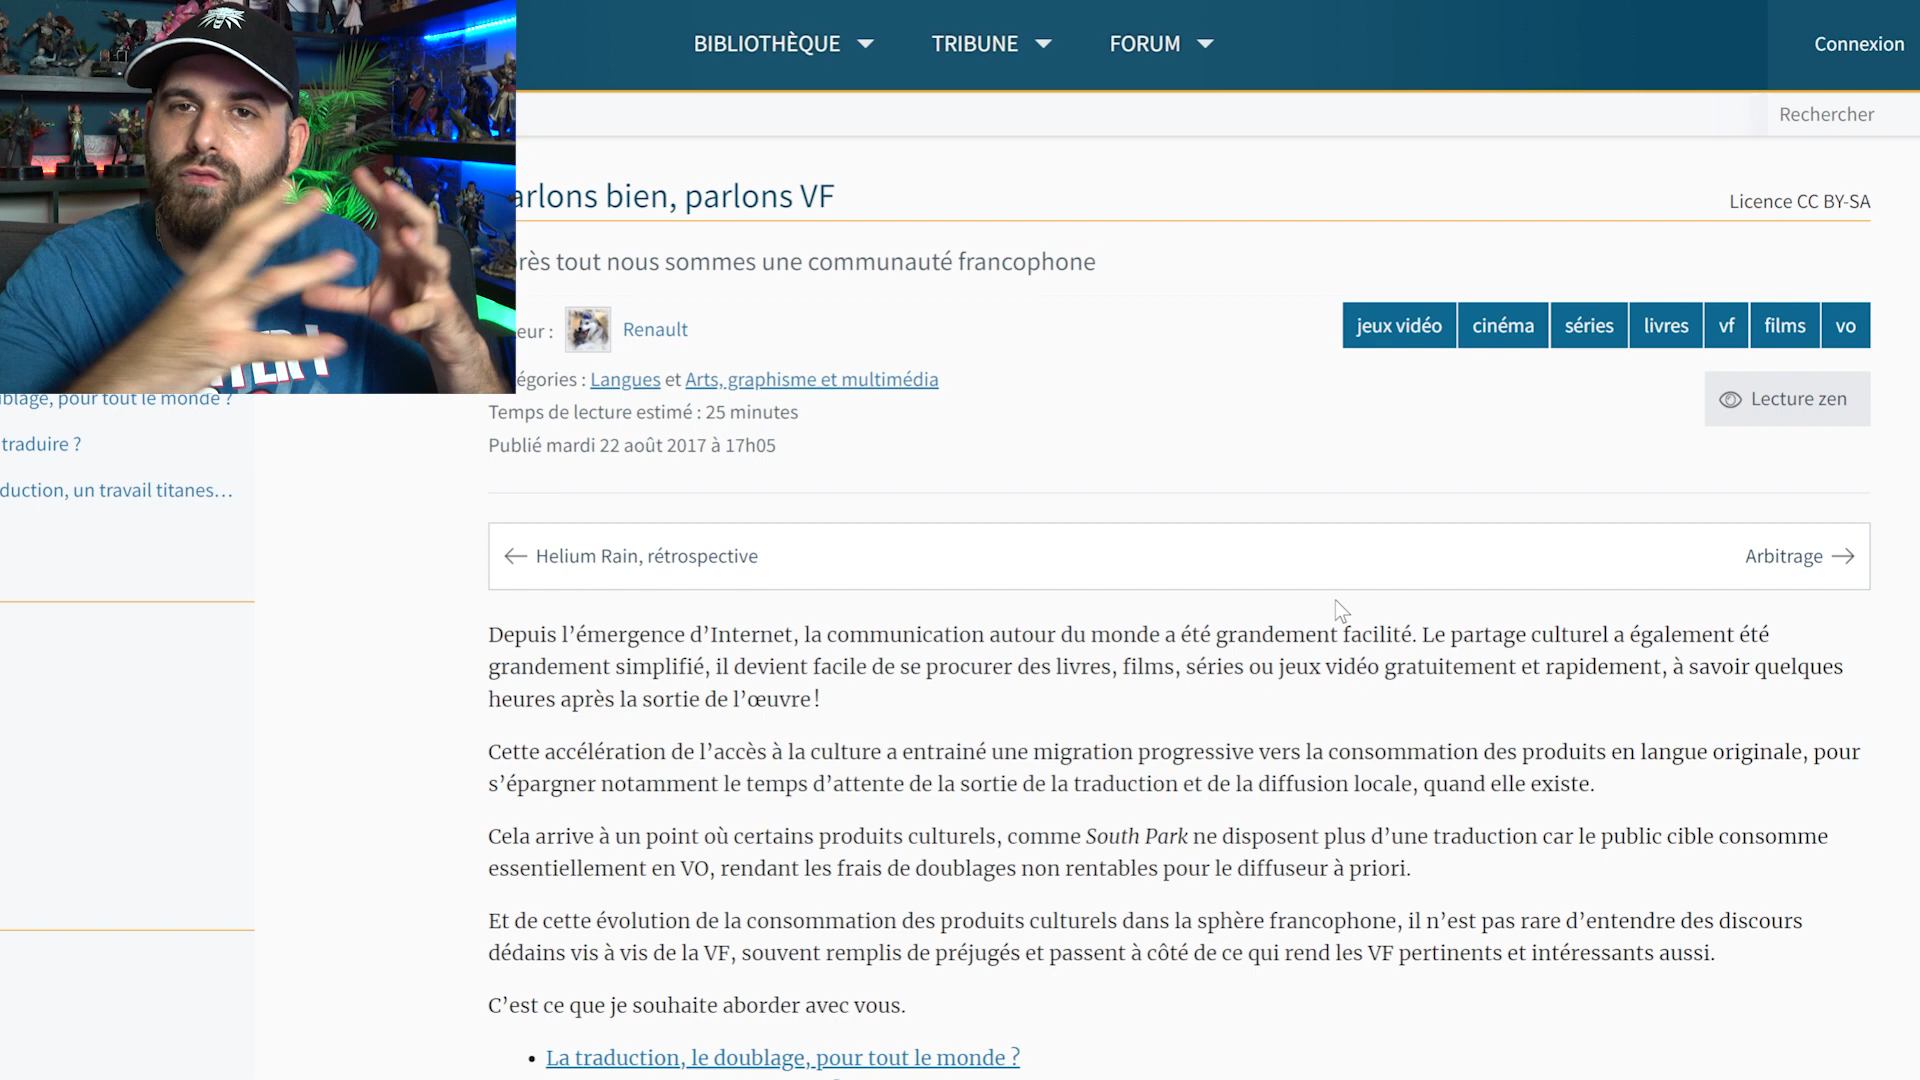 BIBLIOTHÈQUE TRIBUNE FORUM Connexion
Rechercher
arlons bien, parlons VF
Licence CC BY-SA
rès tout nous sommes une communauté francophone
eur : Renault
jeux vidéo cinéma séries livres vf films vo
égories : Langues et Arts, graphisme et multimédia
Lecture zen
Temps de lecture estimé : 25 minutes
Publié mardi 22 août 2017 à 17h05
blage, pour tout le monde ?
traduire ?
duction, un travail titanes…
← Helium Rain, rétrospective
Arbitrage →
Depuis l’émergence d’Internet, la communication autour du monde a été grandement facilité. Le partage culturel a également été
grandement simplifié, il devient facile de se procurer des livres, films, séries ou jeux vidéo gratuitement et rapidement, à savoir quelques
heures après la sortie de l’œuvre !
Cette accélération de l’accès à la culture a entrainé une migration progressive vers la consommation des produits en langue originale, pour
s’épargner notamment le temps d’attente de la sortie de la traduction et de la diffusion locale, quand elle existe.
Cela arrive à un point où certains produits culturels, comme South Park ne disposent plus d’une traduction car le public cible consomme
essentiellement en VO, rendant les frais de doublages non rentables pour le diffuseur à priori.
Et de cette évolution de la consommation des produits culturels dans la sphère francophone, il n’est pas rare d’entendre des discours
dédains vis à vis de la VF, souvent remplis de préjugés et passent à côté de ce qui rend les VF pertinents et intéressants aussi.
C’est ce que je souhaite aborder avec vous.
• La traduction, le doublage, pour tout le monde ?